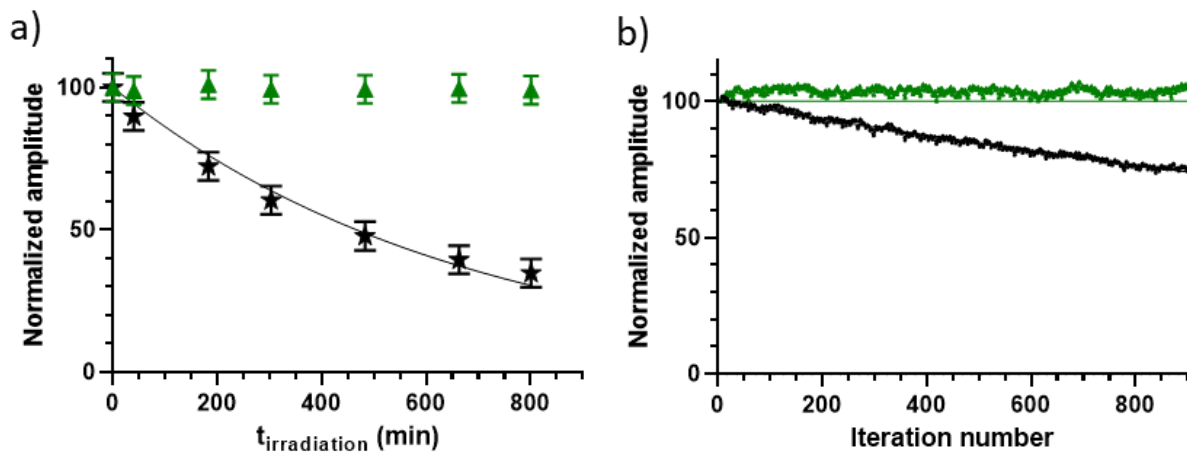 a)
Normalized amplitude
100
50
0
0 200 400 600 800
t_irradiation (min)
b)
Normalized amplitude
100
50
0
0 200 400 600 800
Iteration number